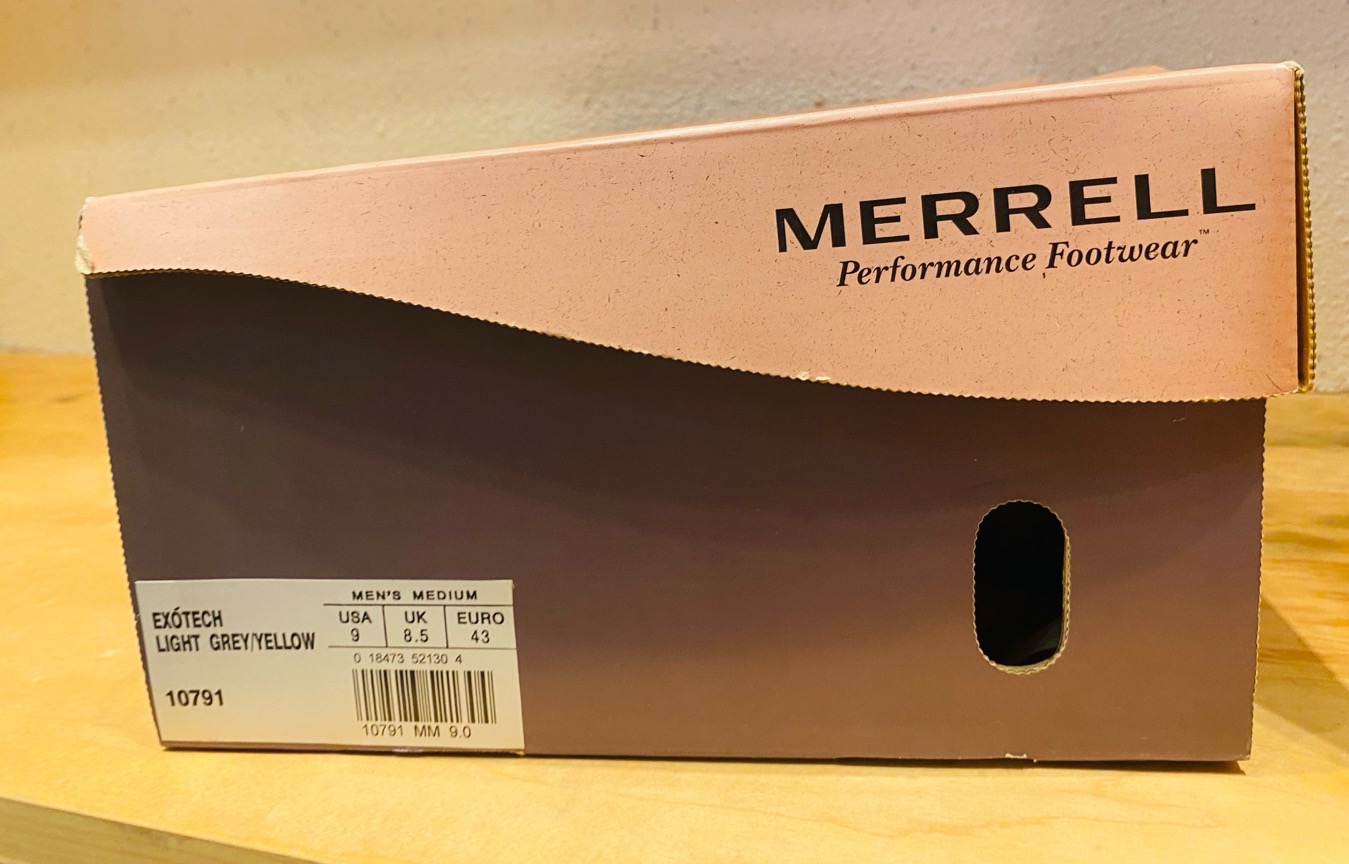 MERRELL
Performance Footwear™
EXÓTECH
LIGHT GREY/YELLOW
10791
MEN'S MEDIUM
USA UK EURO
9 8.5 43
0 18473 52130 4
10791 MM 9.0